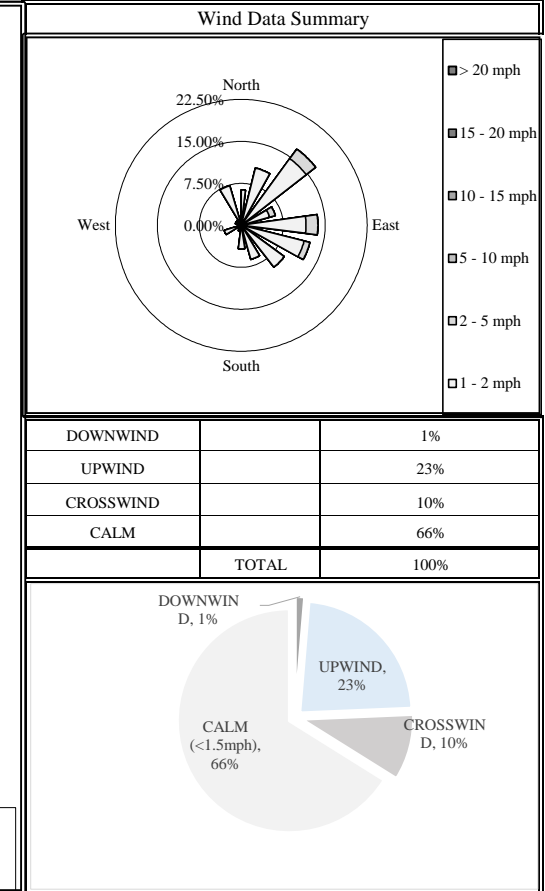 Wind Data Summary
North
22.50%
15.00%
7.50%
0.00%
West
East
South
> 20 mph
15 - 20 mph
10 - 15 mph
5 - 10 mph
2 - 5 mph
1 - 2 mph
DOWNWIND 1%
UPWIND 23%
CROSSWIND 10%
CALM 66%
TOTAL 100%
DOWNWIN
D, 1%
UPWIND,
23%
CROSSWIN
D, 10%
CALM
(<1.5mph),
66%